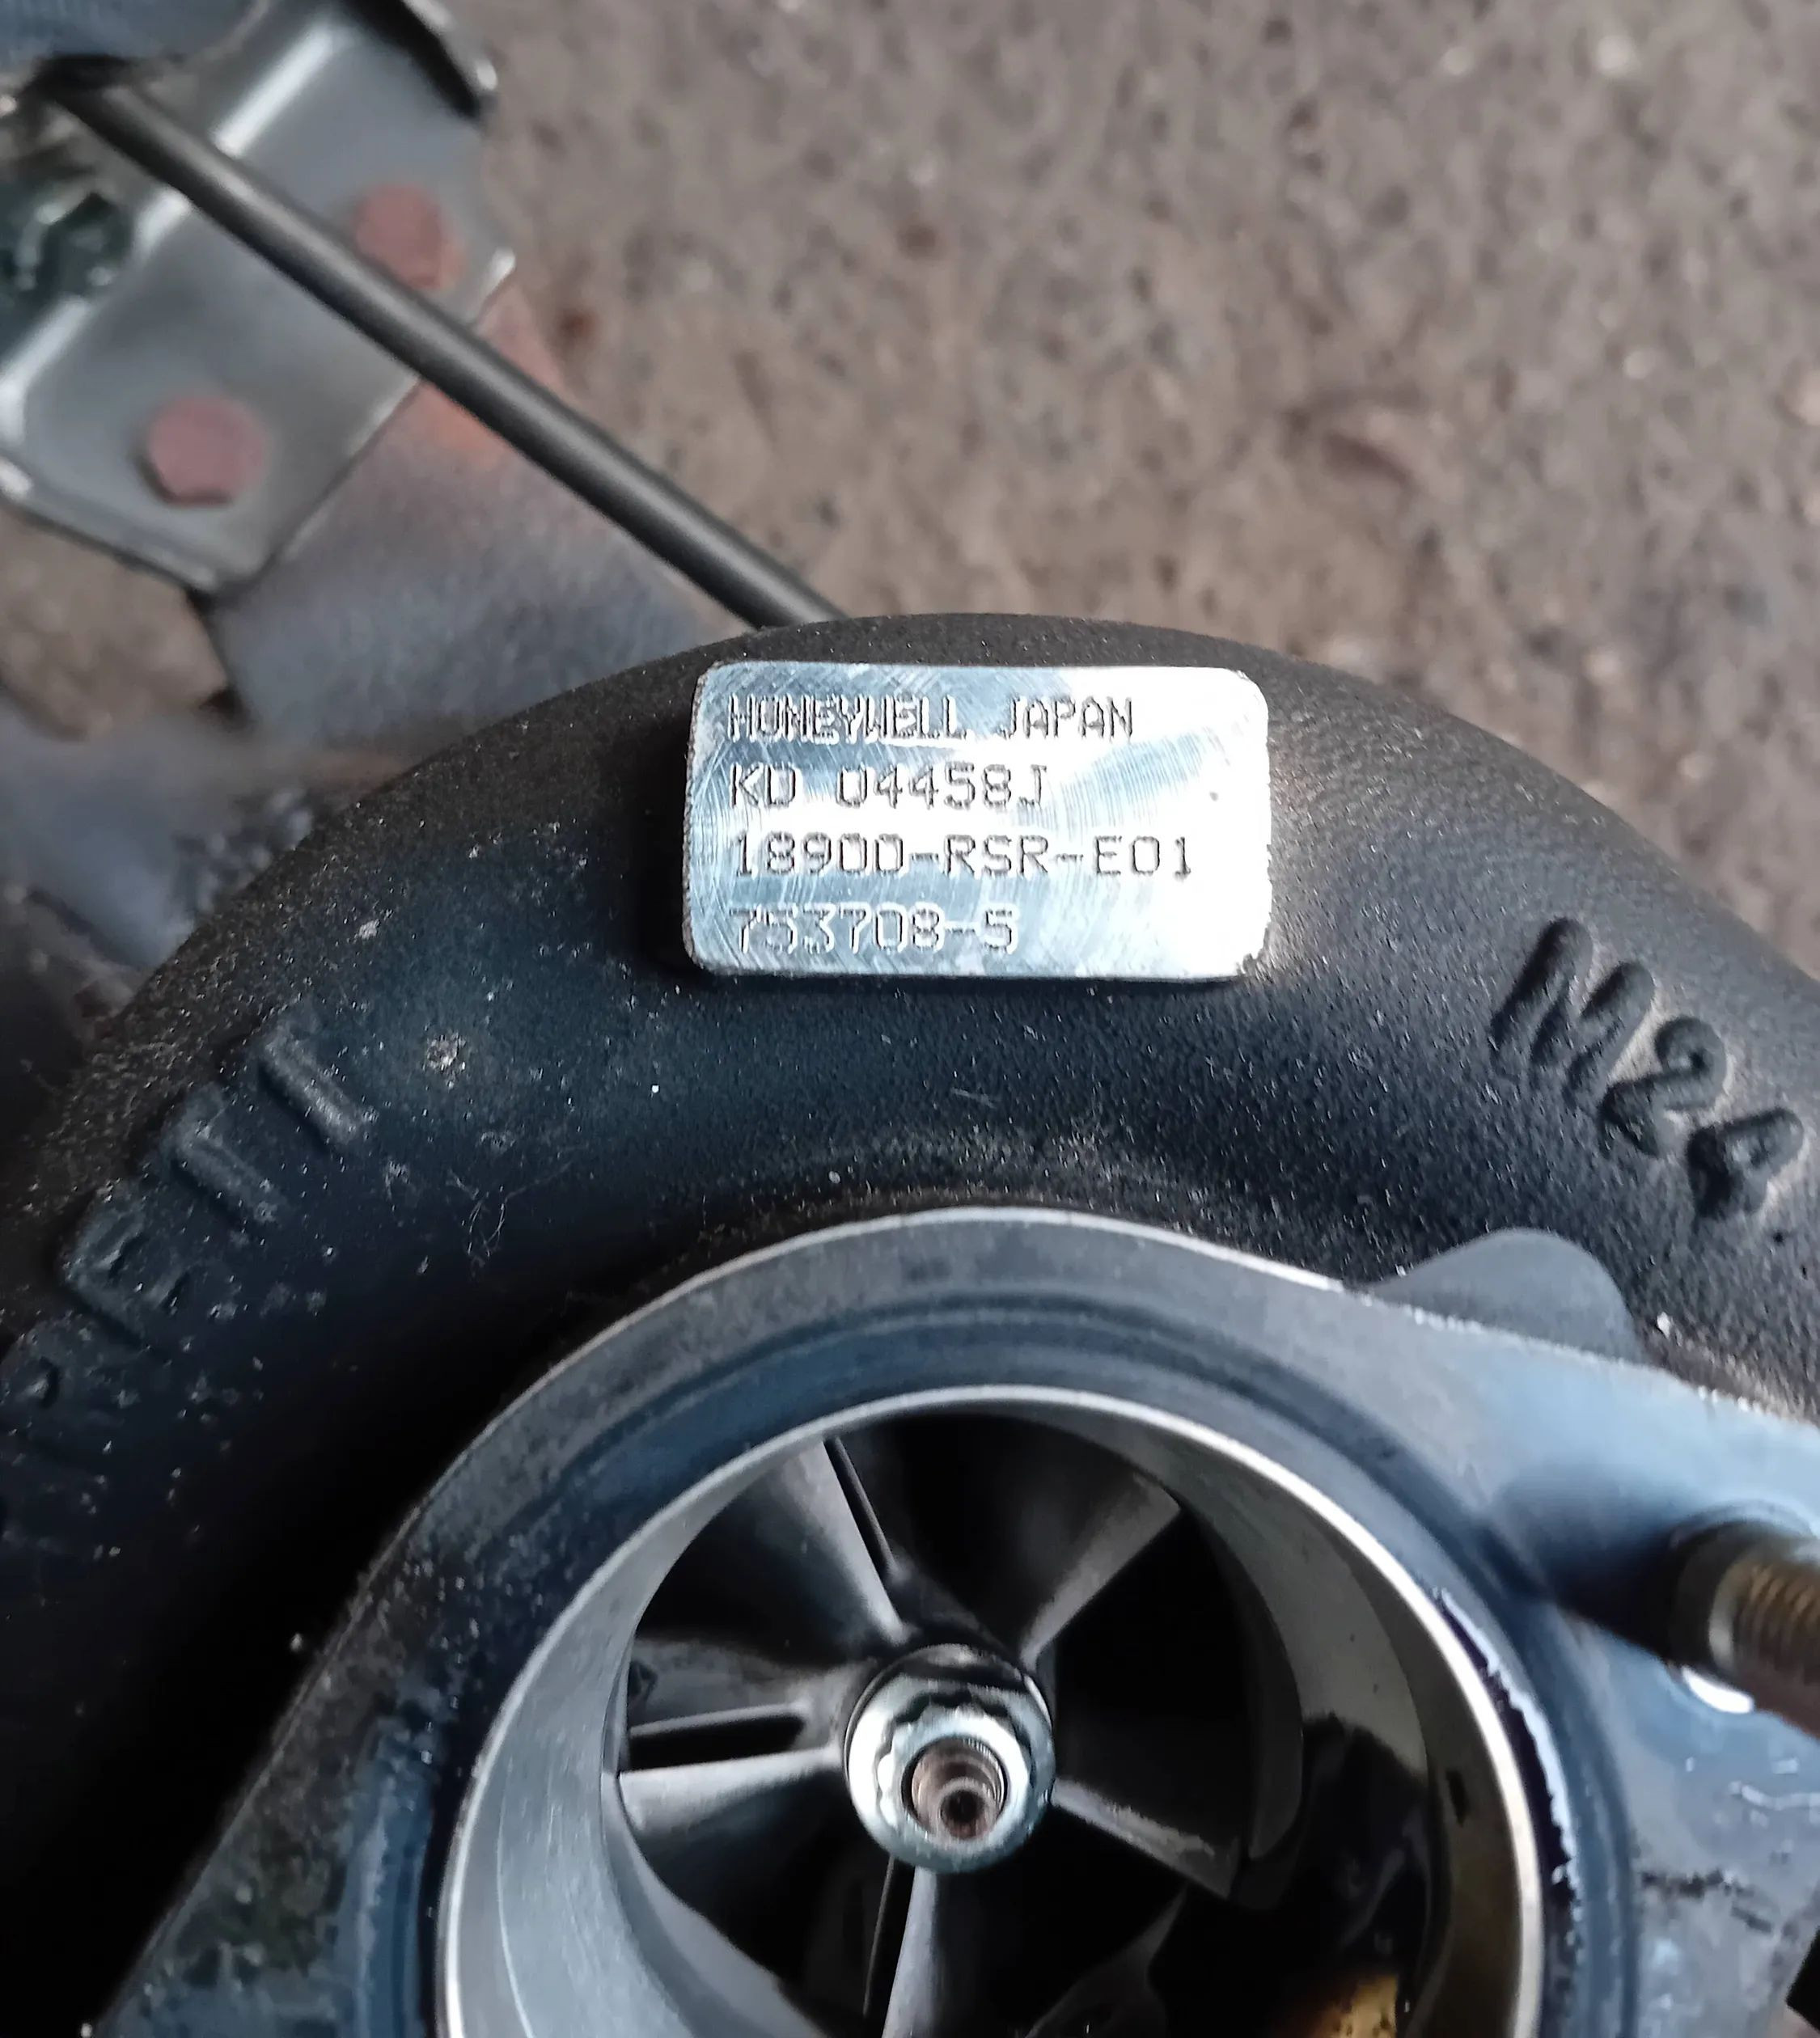 HONEYWELL JAPAN
KD 04458J
18900-RSR-E01
753708-5
M24